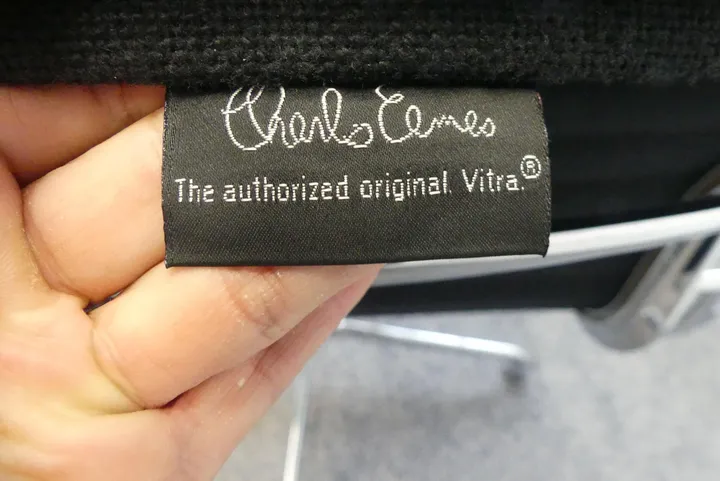 Charles Eames
The authorized original. Vitra.®